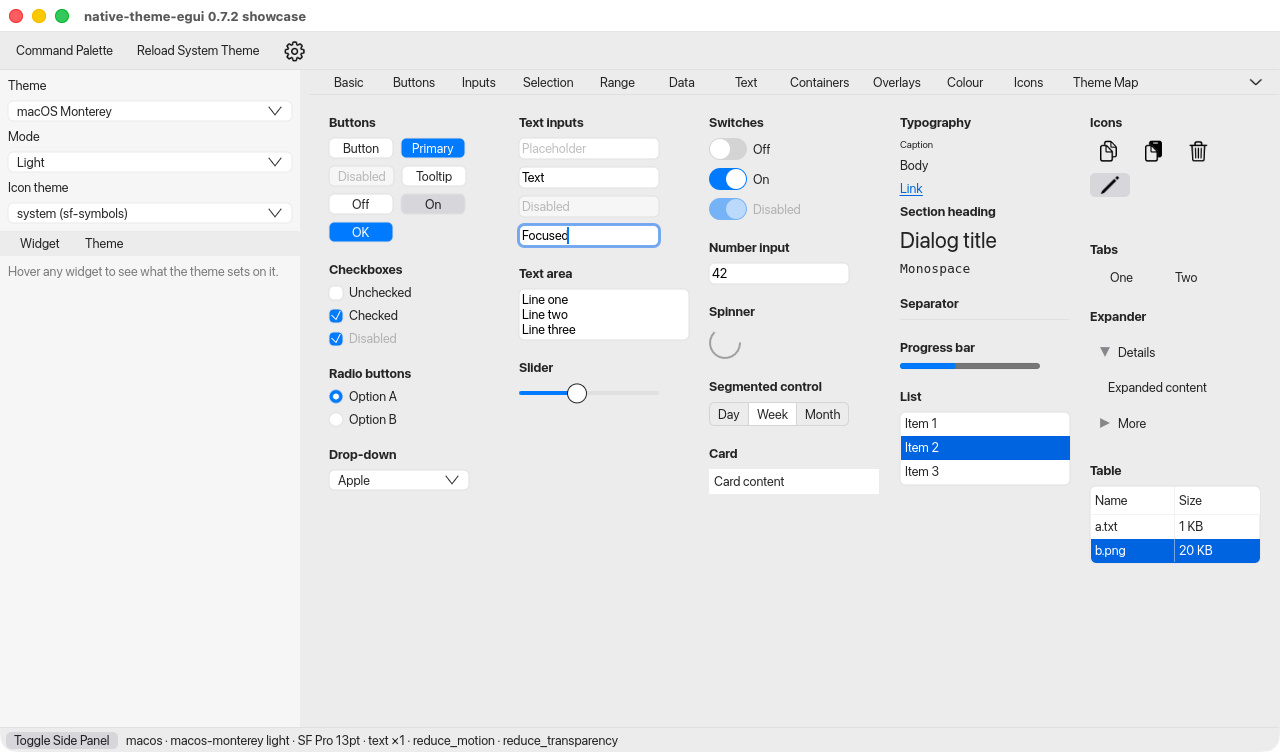 native-theme-egui 0.7.2 showcase
Command Palette Reload System Theme
Theme
macOS Monterey
Mode
Light
Icon theme
system (sf-symbols)
Widget Theme
Hover any widget to see what the theme sets on it.
Basic Buttons Inputs Selection Range Data Text Containers Overlays Colour Icons Theme Map
Buttons
Button Primary
Disabled Tooltip
Off On
OK
Checkboxes
Unchecked
Checked
Disabled
Radio buttons
Option A
Option B
Drop-down
Apple
Text inputs
Placeholder
Text
Disabled
Focused
Text area
Line one
Line two
Line three
Slider
Switches
Off
On
Disabled
Number input
42
Spinner
Segmented control
Day Week Month
Card
Card content
Typography
Caption
Body
Link
Section heading
Dialog title
Monospace
Separator
Progress bar
List
Item 1
Item 2
Item 3
Icons
Tabs
One Two
Expander
Details
Expanded content
More
Table
Name Size
a.txt 1 KB
b.png 20 KB
Toggle Side Panel macos · macos-monterey light · SF Pro 13pt · text ×1 · reduce_motion · reduce_transparency